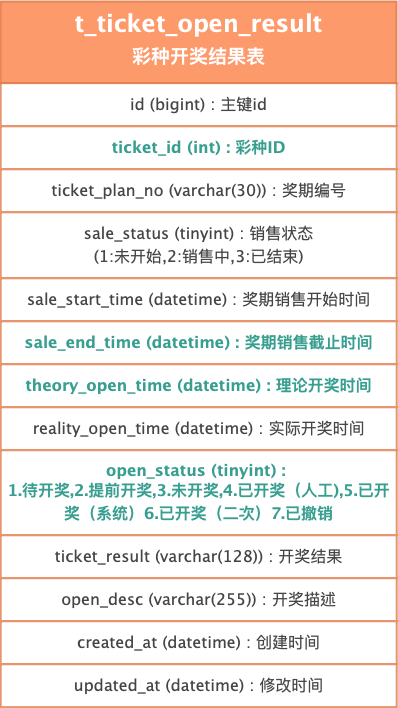 t_ticket_open_result
彩种开奖结果表
id (bigint) : 主键id
ticket_id (int) : 彩种ID
ticket_plan_no (varchar(30)) : 奖期编号
sale_status (tinyint) : 销售状态
(1:未开始,2:销售中,3:已结束)
sale_start_time (datetime) : 奖期销售开始时间
sale_end_time (datetime) : 奖期销售截止时间
theory_open_time (datetime) : 理论开奖时间
reality_open_time (datetime) : 实际开奖时间
open_status (tinyint) :
1.待开奖,2.提前开奖,3.未开奖,4.已开奖（人工),5.已开
奖（系统）6.已开奖（二次）7.已撤销
ticket_result (varchar(128)) : 开奖结果
open_desc (varchar(255)) : 开奖描述
created_at (datetime) : 创建时间
updated_at (datetime) : 修改时间